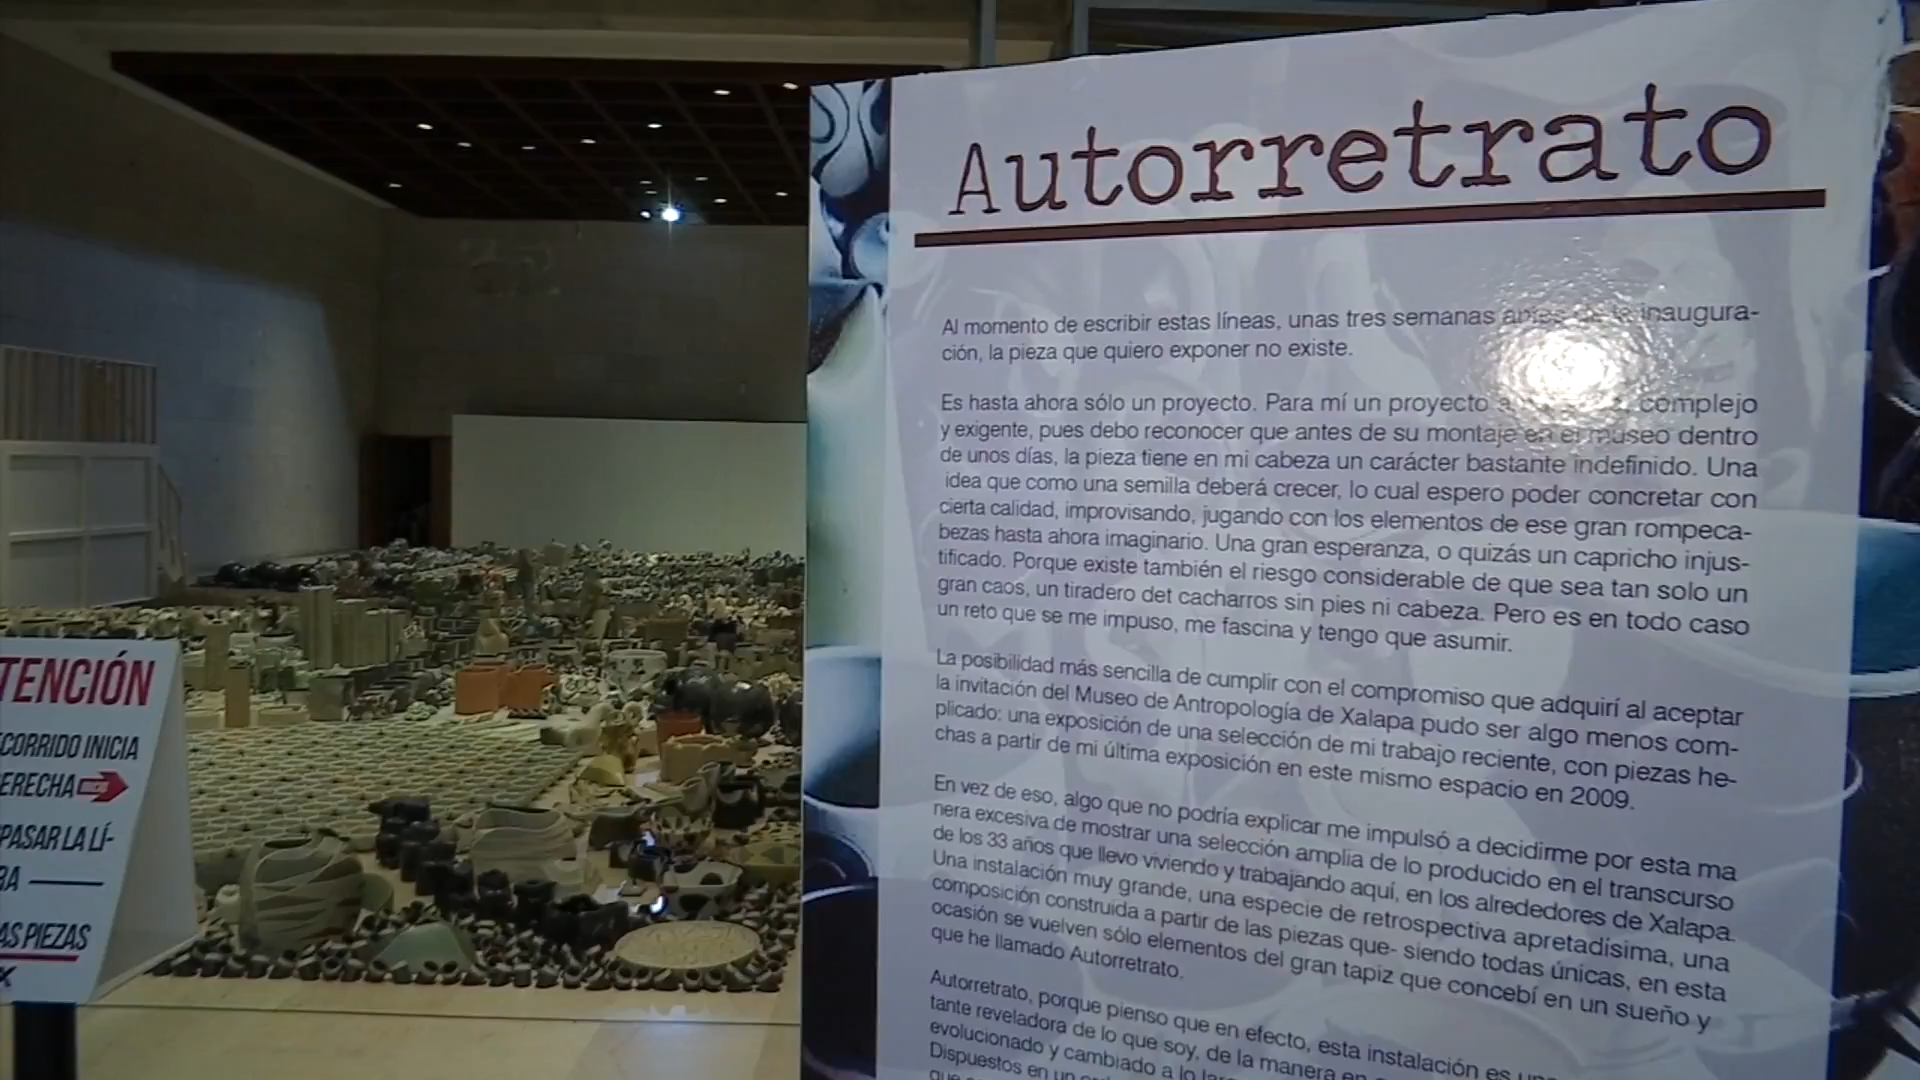 Autorretrato
Al momento de escribir estas líneas, unas tres semanas antes de la inaugura-
ción, la pieza que quiero exponer no existe.
Es hasta ahora sólo un proyecto. Para mí un proyecto complejo
y exigente, pues debo reconocer que antes de su montaje en el museo dentro
de unos días, la pieza tiene en mi cabeza un carácter bastante indefinido. Una
idea que como una semilla deberá crecer, lo cual espero poder concretar con
cierta calidad, improvisando, jugando con los elementos de ese gran rompeca-
bezas hasta ahora imaginario. Una gran esperanza, o quizás un capricho injus-
tificado. Porque existe también el riesgo considerable de que sea tan solo un
gran caos, un tiradero det cacharros sin pies ni cabeza. Pero es en todo caso
un reto que se me impuso, me fascina y tengo que asumir.
La posibilidad más sencilla de cumplir con el compromiso que adquirí al aceptar
la invitación del Museo de Antropología de Xalapa pudo ser algo menos com-
plicado: una exposición de una selección de mi trabajo reciente, con piezas he-
chas a partir de mi última exposición en este mismo espacio en 2009.
En vez de eso, algo que no podría explicar me impulsó a decidirme por esta ma
nera excesiva de mostrar una selección amplia de lo producido en el transcurso
de los 33 años que llevo viviendo y trabajando aquí, en los alrededores de Xalapa.
Una instalación muy grande, una especie de retrospectiva apretadísima, una
composición construida a partir de las piezas que- siendo todas únicas, en esta
ocasión se vuelven sólo elementos del gran tapiz que concebí en un sueño y
que he llamado Autorretrato.
Autorretrato, porque pienso que en efecto, esta instalación es
tante reveladora de lo que soy, de la manera en
evolucionado y cambiado a lo
Dispuestos en un
que
TENCIÓN
CORRIDO INICIA
ERECHA
PASAR LA LÍ-
RA
AS PIEZAS